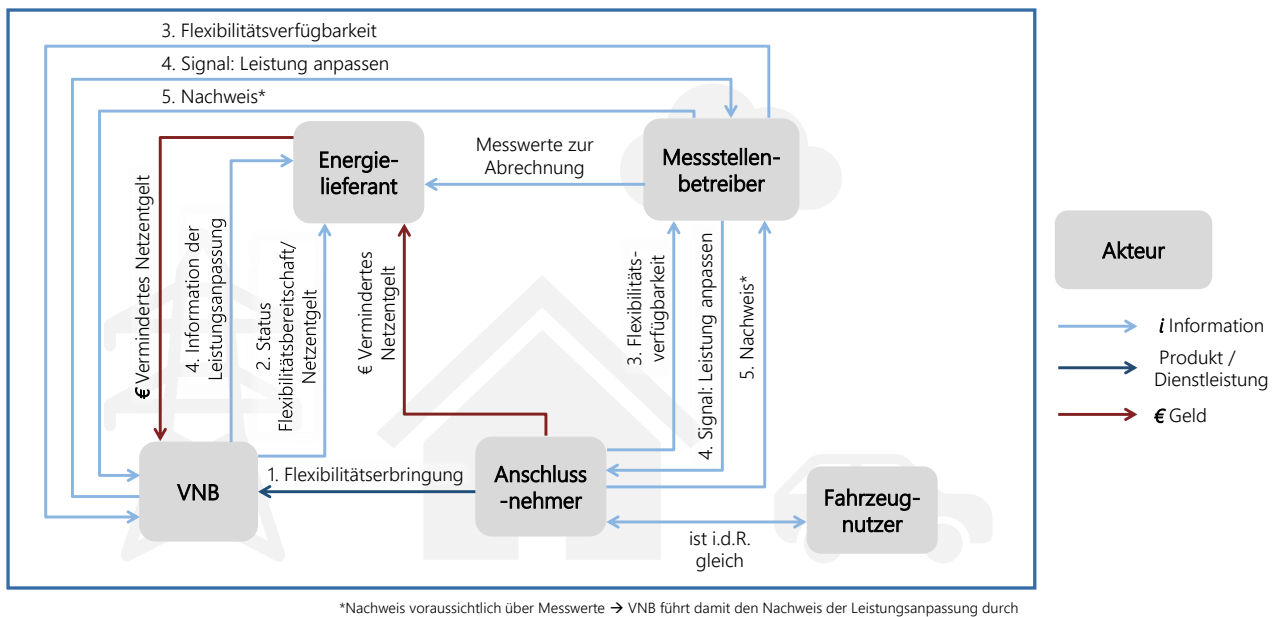 3. Flexibilitätsverfügbarkeit
4. Signal: Leistung anpassen
5. Nachweis*
Energie-
lieferant
Messwerte zur
Abrechnung
Messstellen-
betreiber
€ Vermindertes Netzentgelt
4. Information der
Leistungsanpassung
2. Status
Flexibilitätsbereitschaft/
Netzentgelt
€ Vermindertes
Netzentgelt
3. Flexibilitäts-
verfügbarkeit
4. Signal: Leistung anpassen
5. Nachweis*
VNB
1. Flexibilitätserbringung
Anschluss
-nehmer
ist i.d.R.
gleich
Fahrzeug-
nutzer
Akteur
i Information
Produkt /
Dienstleistung
€ Geld
*Nachweis voraussichtlich über Messwerte → VNB führt damit den Nachweis der Leistungsanpassung durch